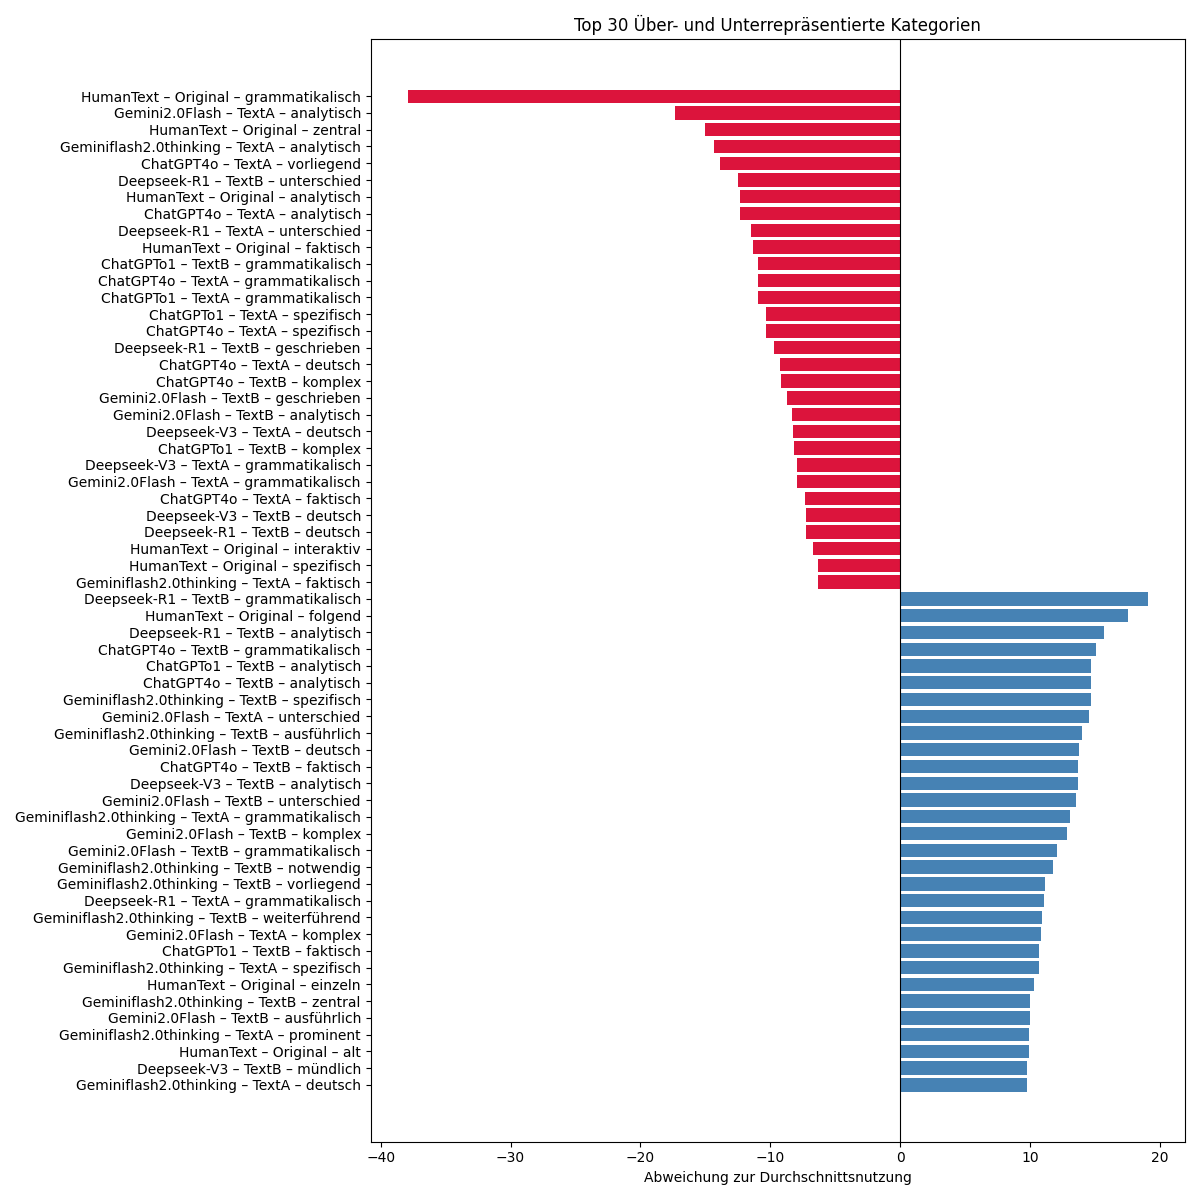 Top 30 Über- und Unterrepräsentierte Kategorien
HumanText – Original – grammatikalisch
Gemini2.0Flash – TextA – analytisch
HumanText – Original – zentral
Geminiflash2.0thinking – TextA – analytisch
ChatGPT4o – TextA – vorliegend
Deepseek-R1 – TextB – unterschied
HumanText – Original – analytisch
ChatGPT4o – TextA – analytisch
Deepseek-R1 – TextA – unterschied
HumanText – Original – faktisch
ChatGPTo1 – TextB – grammatikalisch
ChatGPT4o – TextA – grammatikalisch
ChatGPTo1 – TextA – grammatikalisch
ChatGPTo1 – TextA – spezifisch
ChatGPT4o – TextA – spezifisch
Deepseek-R1 – TextB – geschrieben
ChatGPT4o – TextA – deutsch
ChatGPT4o – TextB – komplex
Gemini2.0Flash – TextB – geschrieben
Gemini2.0Flash – TextB – analytisch
Deepseek-V3 – TextA – deutsch
ChatGPTo1 – TextB – komplex
Deepseek-V3 – TextA – grammatikalisch
Gemini2.0Flash – TextA – grammatikalisch
ChatGPT4o – TextA – faktisch
Deepseek-V3 – TextB – deutsch
Deepseek-R1 – TextB – deutsch
HumanText – Original – interaktiv
HumanText – Original – spezifisch
Geminiflash2.0thinking – TextA – faktisch
Deepseek-R1 – TextB – grammatikalisch
HumanText – Original – folgend
Deepseek-R1 – TextB – analytisch
ChatGPT4o – TextB – grammatikalisch
ChatGPTo1 – TextB – analytisch
ChatGPT4o – TextB – analytisch
Geminiflash2.0thinking – TextB – spezifisch
Gemini2.0Flash – TextA – unterschied
Geminiflash2.0thinking – TextB – ausführlich
Gemini2.0Flash – TextB – deutsch
ChatGPT4o – TextB – faktisch
Deepseek-V3 – TextB – analytisch
Gemini2.0Flash – TextB – unterschied
Geminiflash2.0thinking – TextA – grammatikalisch
Gemini2.0Flash – TextB – komplex
Gemini2.0Flash – TextB – grammatikalisch
Geminiflash2.0thinking – TextB – notwendig
Geminiflash2.0thinking – TextB – vorliegend
Deepseek-R1 – TextA – grammatikalisch
Geminiflash2.0thinking – TextB – weiterführend
Gemini2.0Flash – TextA – komplex
ChatGPTo1 – TextB – faktisch
Geminiflash2.0thinking – TextA – spezifisch
HumanText – Original – einzeln
Geminiflash2.0thinking – TextB – zentral
Gemini2.0Flash – TextB – ausführlich
Geminiflash2.0thinking – TextA – prominent
HumanText – Original – alt
Deepseek-V3 – TextB – mündlich
Geminiflash2.0thinking – TextA – deutsch
−40 −30 −20 −10 0 10 20
Abweichung zur Durchschnittsnutzung